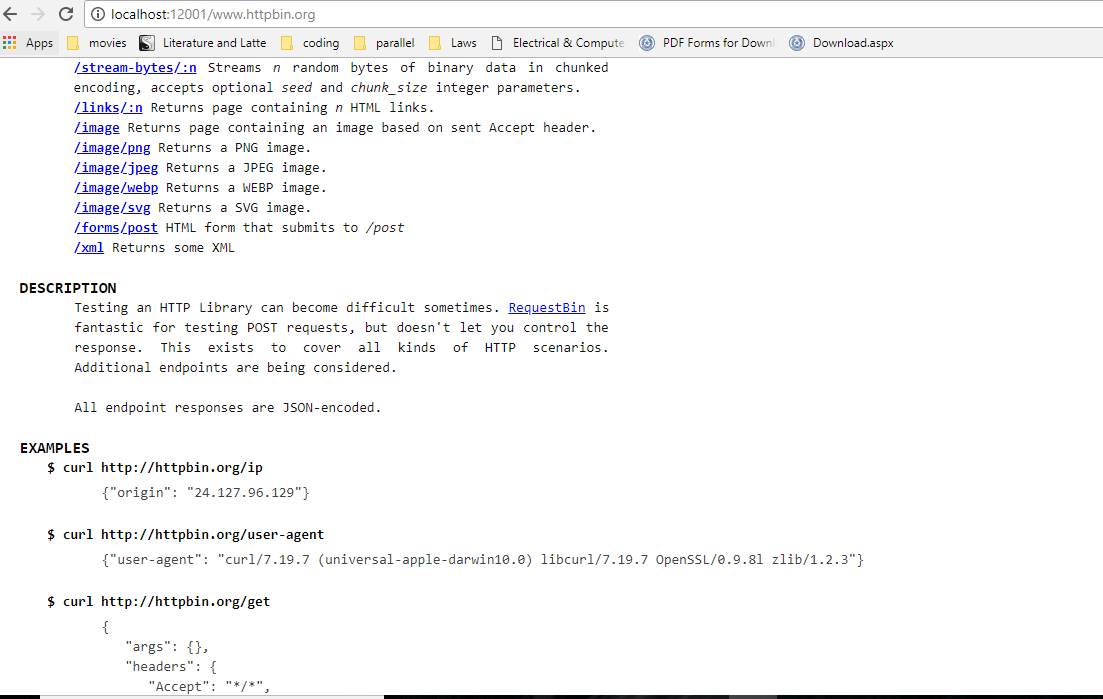 localhost:12001/www.httpbin.org
Apps movies Literature and Latte coding parallel Laws Electrical & Compute PDF Forms for Down Download.aspx
/stream-bytes/:n Streams n random bytes of binary data in chunked
encoding, accepts optional seed and chunk_size integer parameters.
/links/:n Returns page containing n HTML links.
/image Returns page containing an image based on sent Accept header.
/image/png Returns a PNG image.
/image/jpeg Returns a JPEG image.
/image/webp Returns a WEBP image.
/image/svg Returns a SVG image.
/forms/post HTML form that submits to /post
/xml Returns some XML
DESCRIPTION
Testing an HTTP Library can become difficult sometimes. RequestBin is
fantastic for testing POST requests, but doesn't let you control the
response. This exists to cover all kinds of HTTP scenarios.
Additional endpoints are being considered.
All endpoint responses are JSON-encoded.
EXAMPLES
$ curl http://httpbin.org/ip
{"origin": "24.127.96.129"}
$ curl http://httpbin.org/user-agent
{"user-agent": "curl/7.19.7 (universal-apple-darwin10.0) libcurl/7.19.7 OpenSSL/0.9.8l zlib/1.2.3"}
$ curl http://httpbin.org/get
{
"args": {},
"headers": {
"Accept": "*/*",